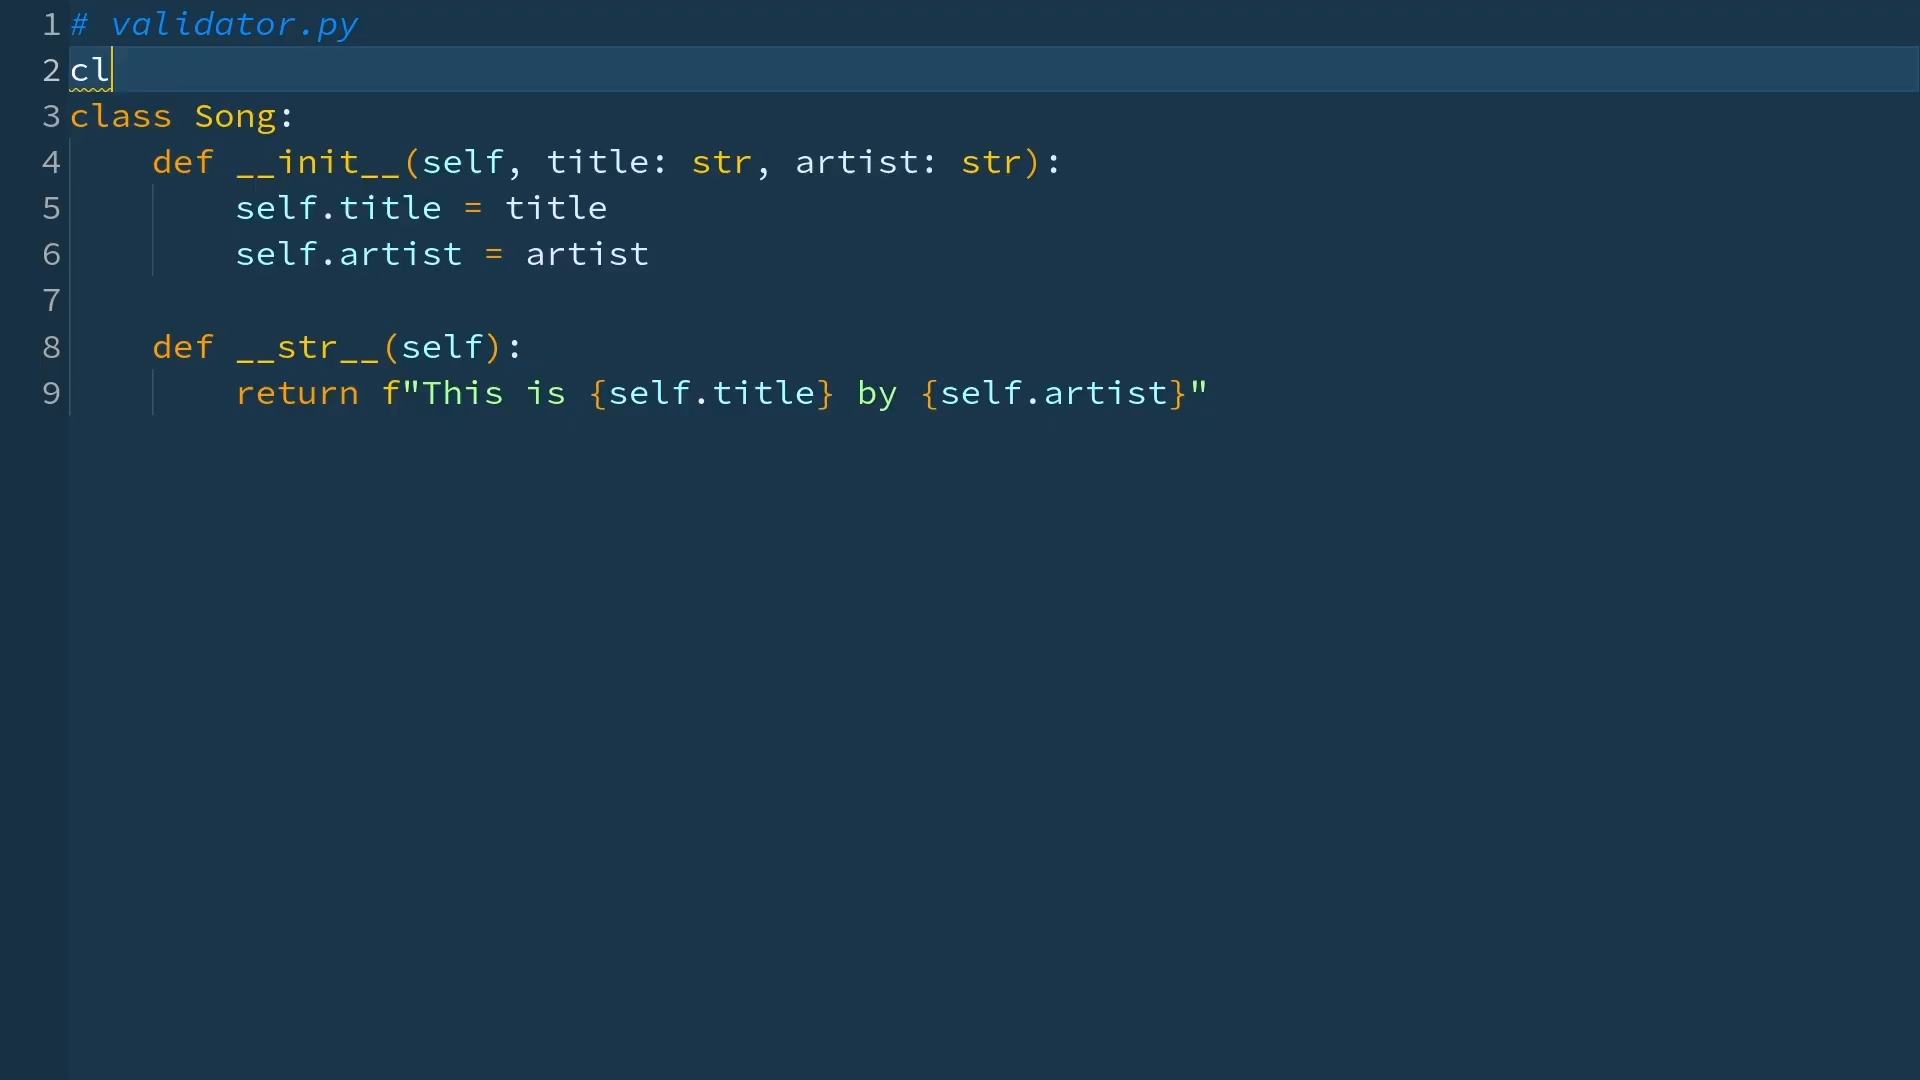 1 # validator.py
2 cl
3 class Song:
4     def __init__(self, title: str, artist: str):
5         self.title = title
6         self.artist = artist
7
8     def __str__(self):
9         return f"This is {self.title} by {self.artist}"